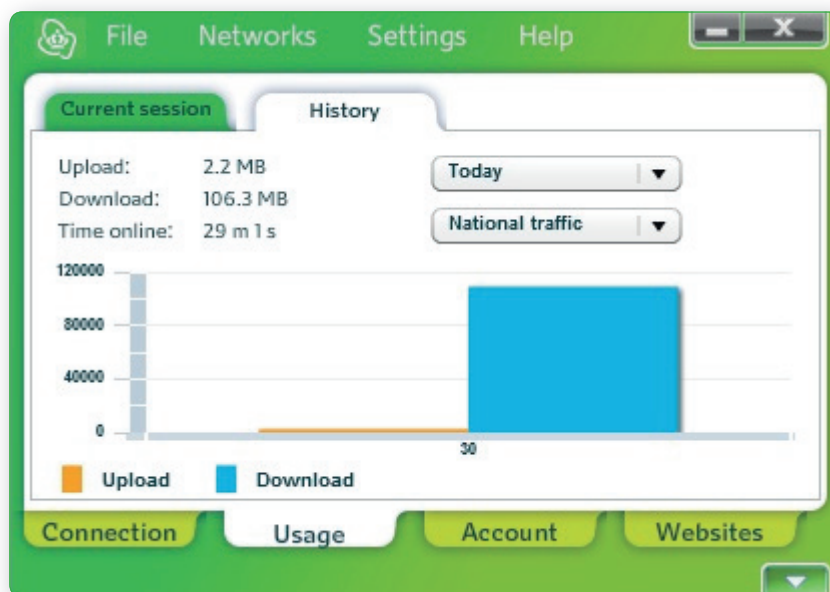 File Networks Settings Help
Current session History
Upload: 2.2 MB
Download: 106.3 MB
Time online: 29 m 1 s
Today
National traffic
120000
80000
40000
0
30
Upload Download
Connection Usage Account Websites